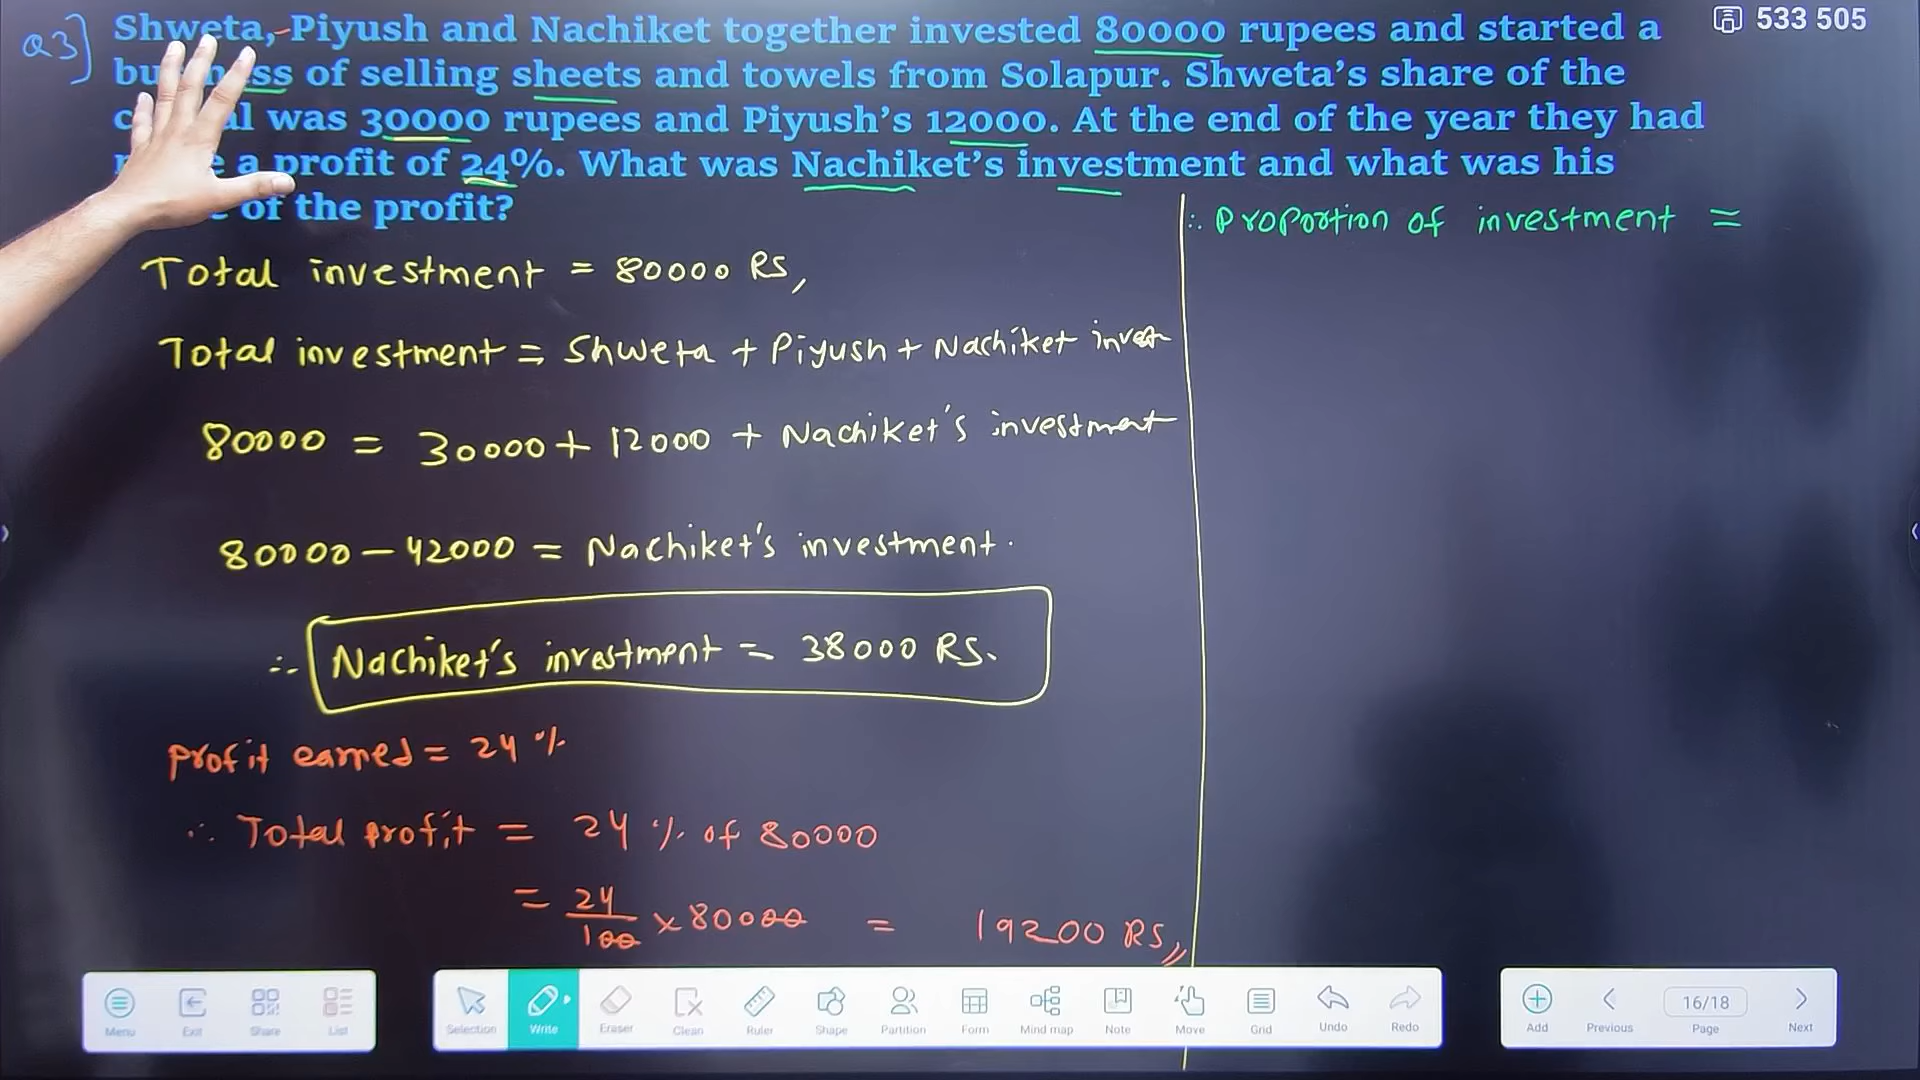 533 505
Q3] Shweta, Piyush and Nachiket together invested 80000 rupees and started a
of selling sheets and towels from Solapur. Shweta's share of the
was 30000 rupees and Piyush's 12000. At the end of the year they had
a profit of 24%. What was Nachiket's investment and what was his
of the profit?
Total investment = 80000 RS,
Total investment = Shweta + Piyush + Nachiket invest
80000 = 30000 + 12000 + Nachiket's investment
80000 - 42000 = Nachiket's investment.
∴ Nachiket's investment = 38000 RS.
Profit earned = 24 %
∴ Total profit = 24 % of 80000
= 24/100 × 80000 = 19200 RS,,
∴ Proportion of investment =
Menu Exit Share List
Selection Write Eraser Clean Ruler Shape Partition Form Mind map Note Move Grid Undo Redo
16/18
Add Previous Page Next